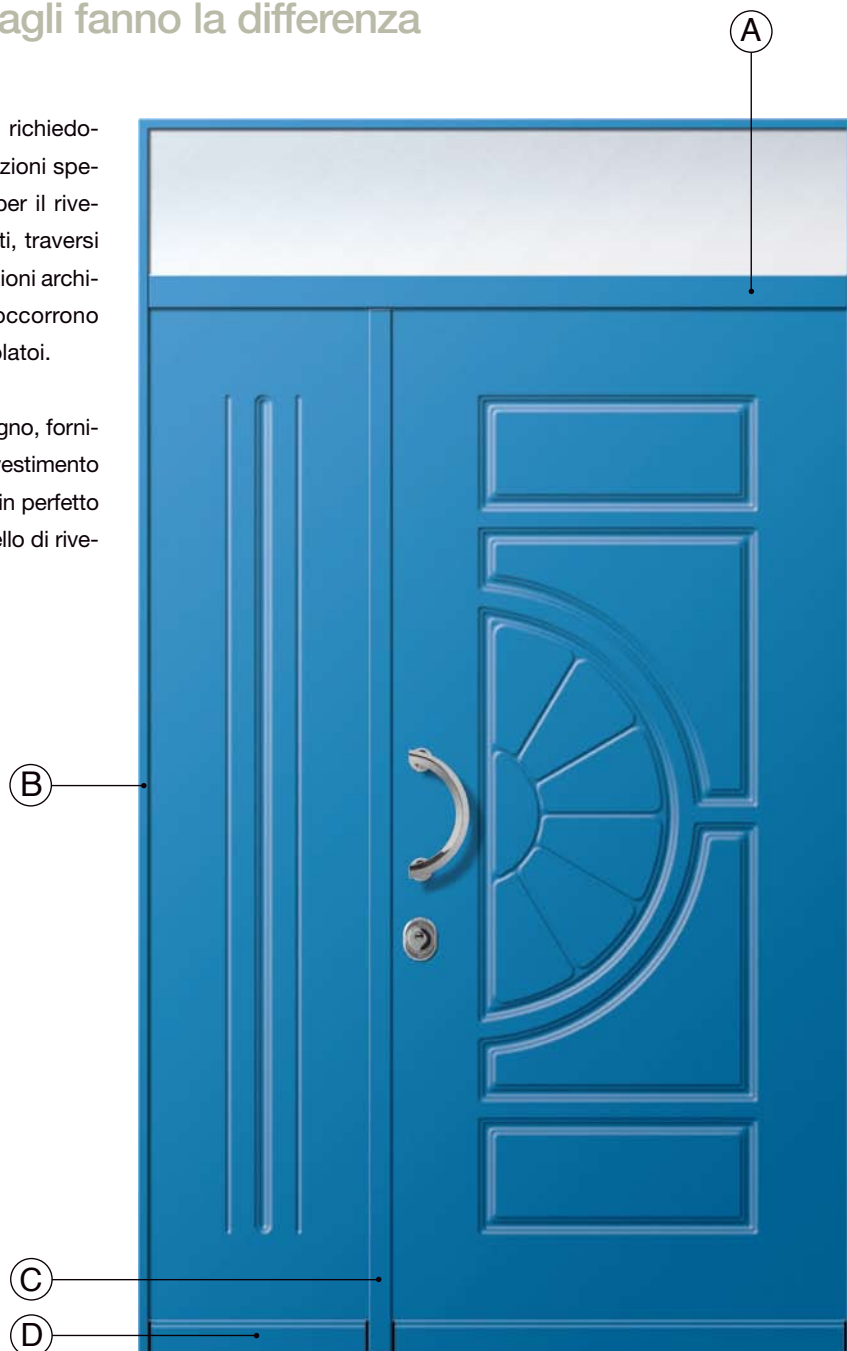 agli fanno la differenza
A
richiedo-
zioni spe-
per il rive-
ti, traversi
ioni archi-
occorrono
olatoi.
gno, forni-
vestimento
in perfetto
ello di rive-
B
C
D